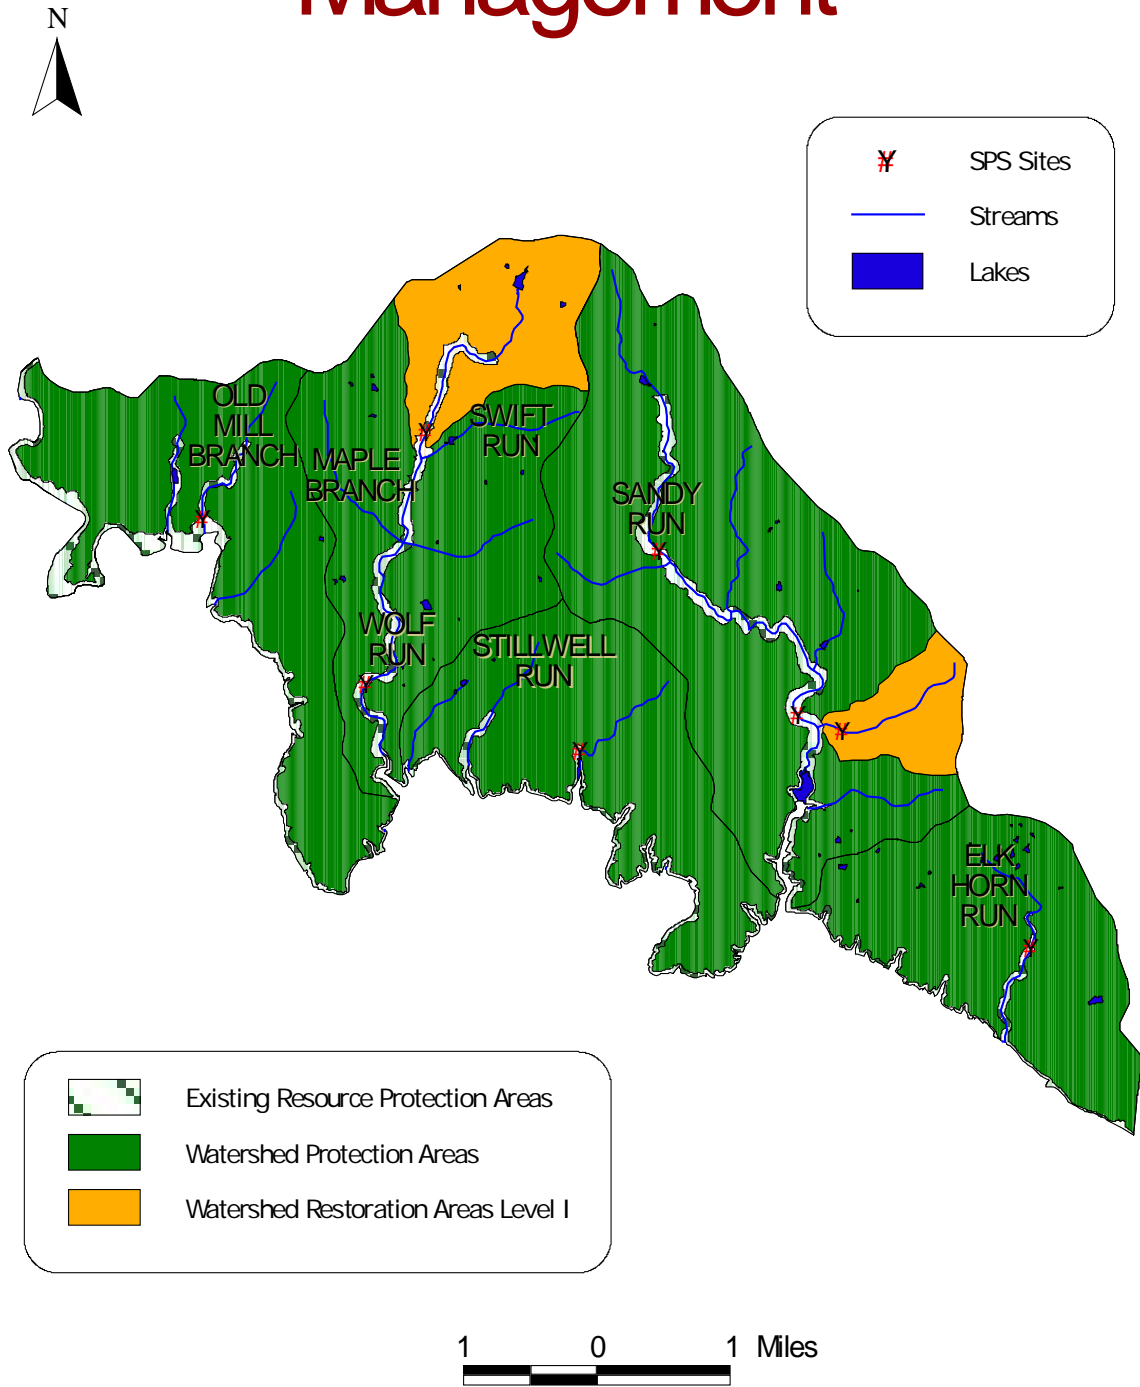 Management
N
SPS Sites
Streams
Lakes
OLD
MILL
BRANCH
MAPLE
BRANCH
SWIFT
RUN
SANDY
RUN
WOLF
RUN
STILLWELL
RUN
ELK
HORN
RUN
Existing Resource Protection Areas
Watershed Protection Areas
Watershed Restoration Areas Level I
1 0 1 Miles